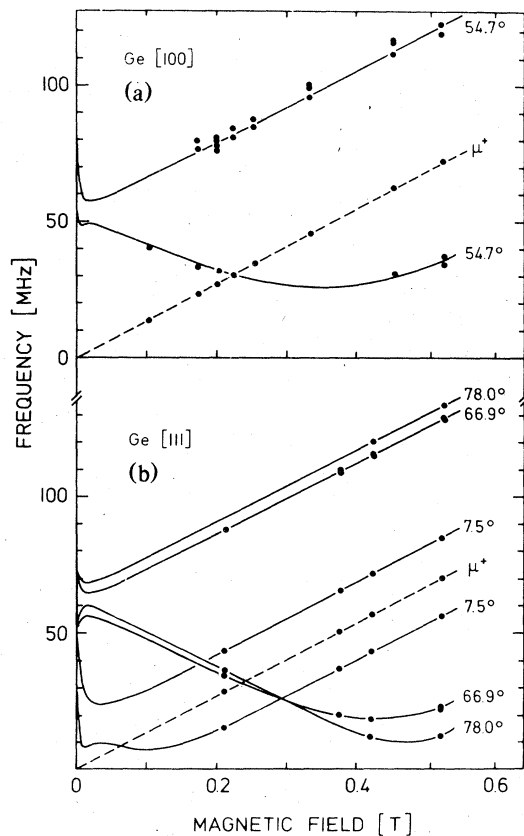 Ge [100]
(a)
54.7°
100
μ+
50
54.7°
0
FREQUENCY [MHz]
Ge [111]
(b)
78.0°
66.9°
100
7.5°
μ+
7.5°
50
66.9°
78.0°
0
0.2
0.4
0.6
MAGNETIC FIELD [T]